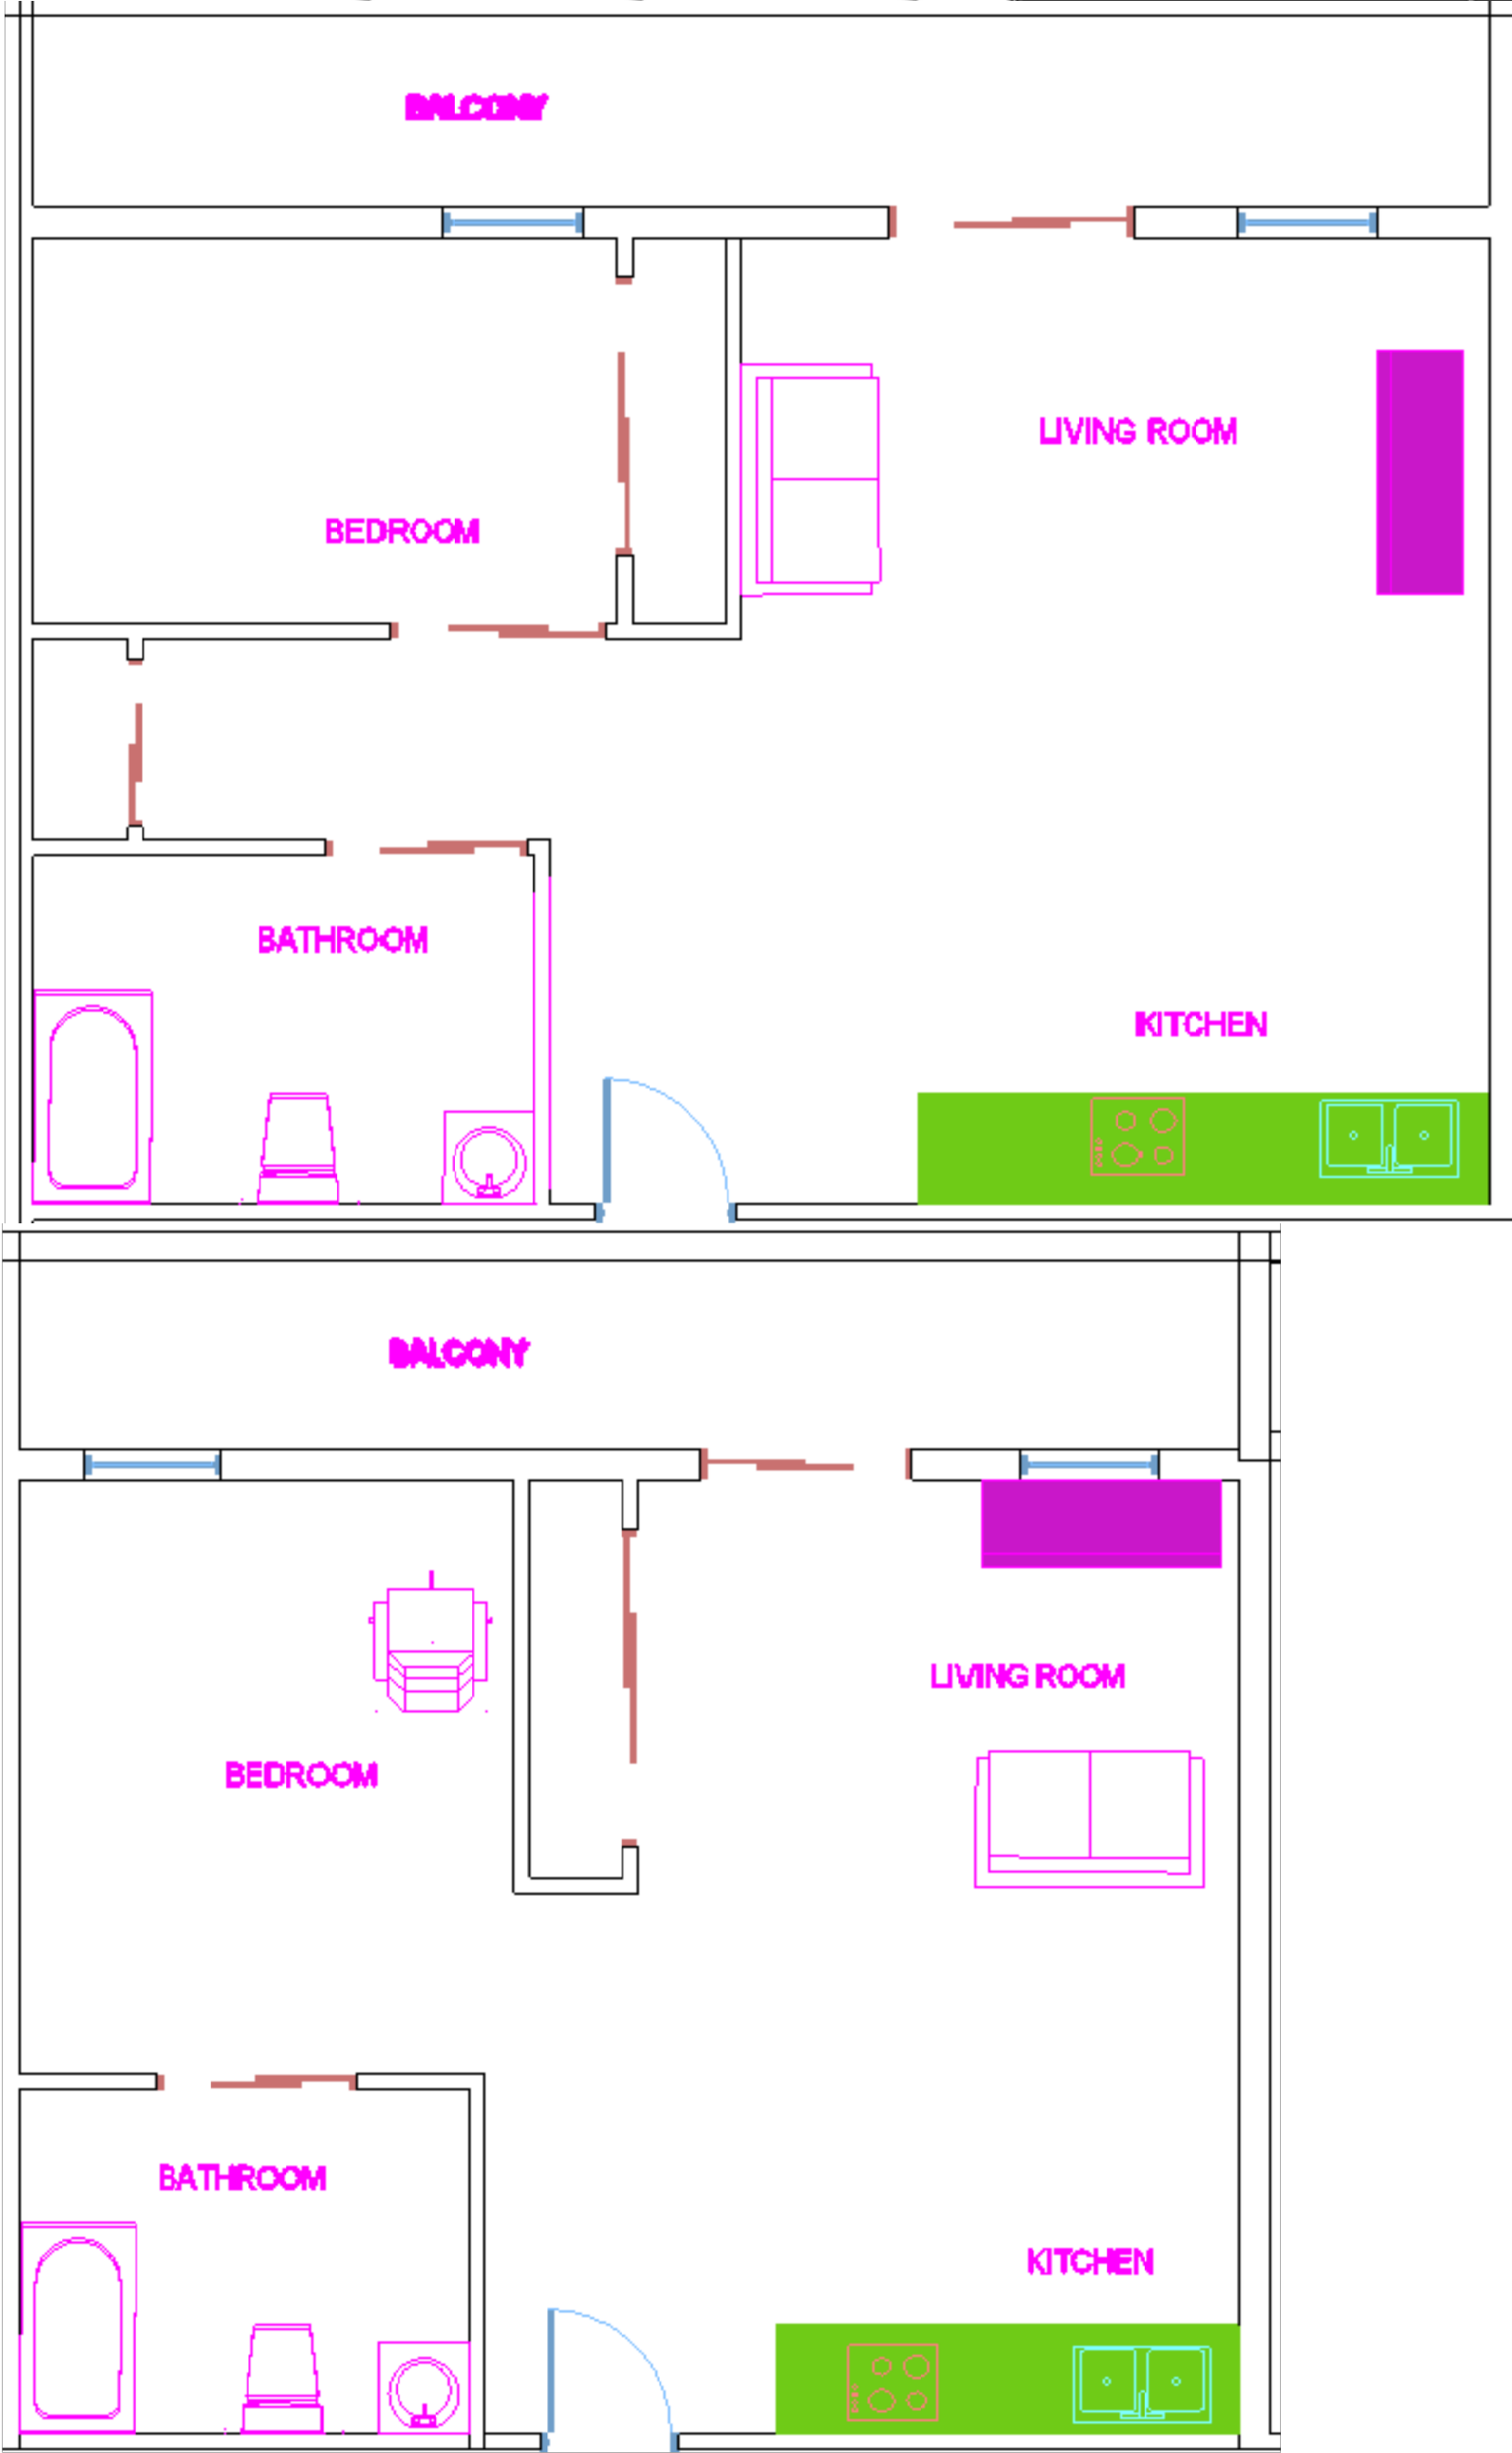 BALCONY
LIVING ROOM
BEDROOM
BATHROOM
KITCHEN
BALCONY
LIVING ROOM
BEDROOM
BATHROOM
KITCHEN